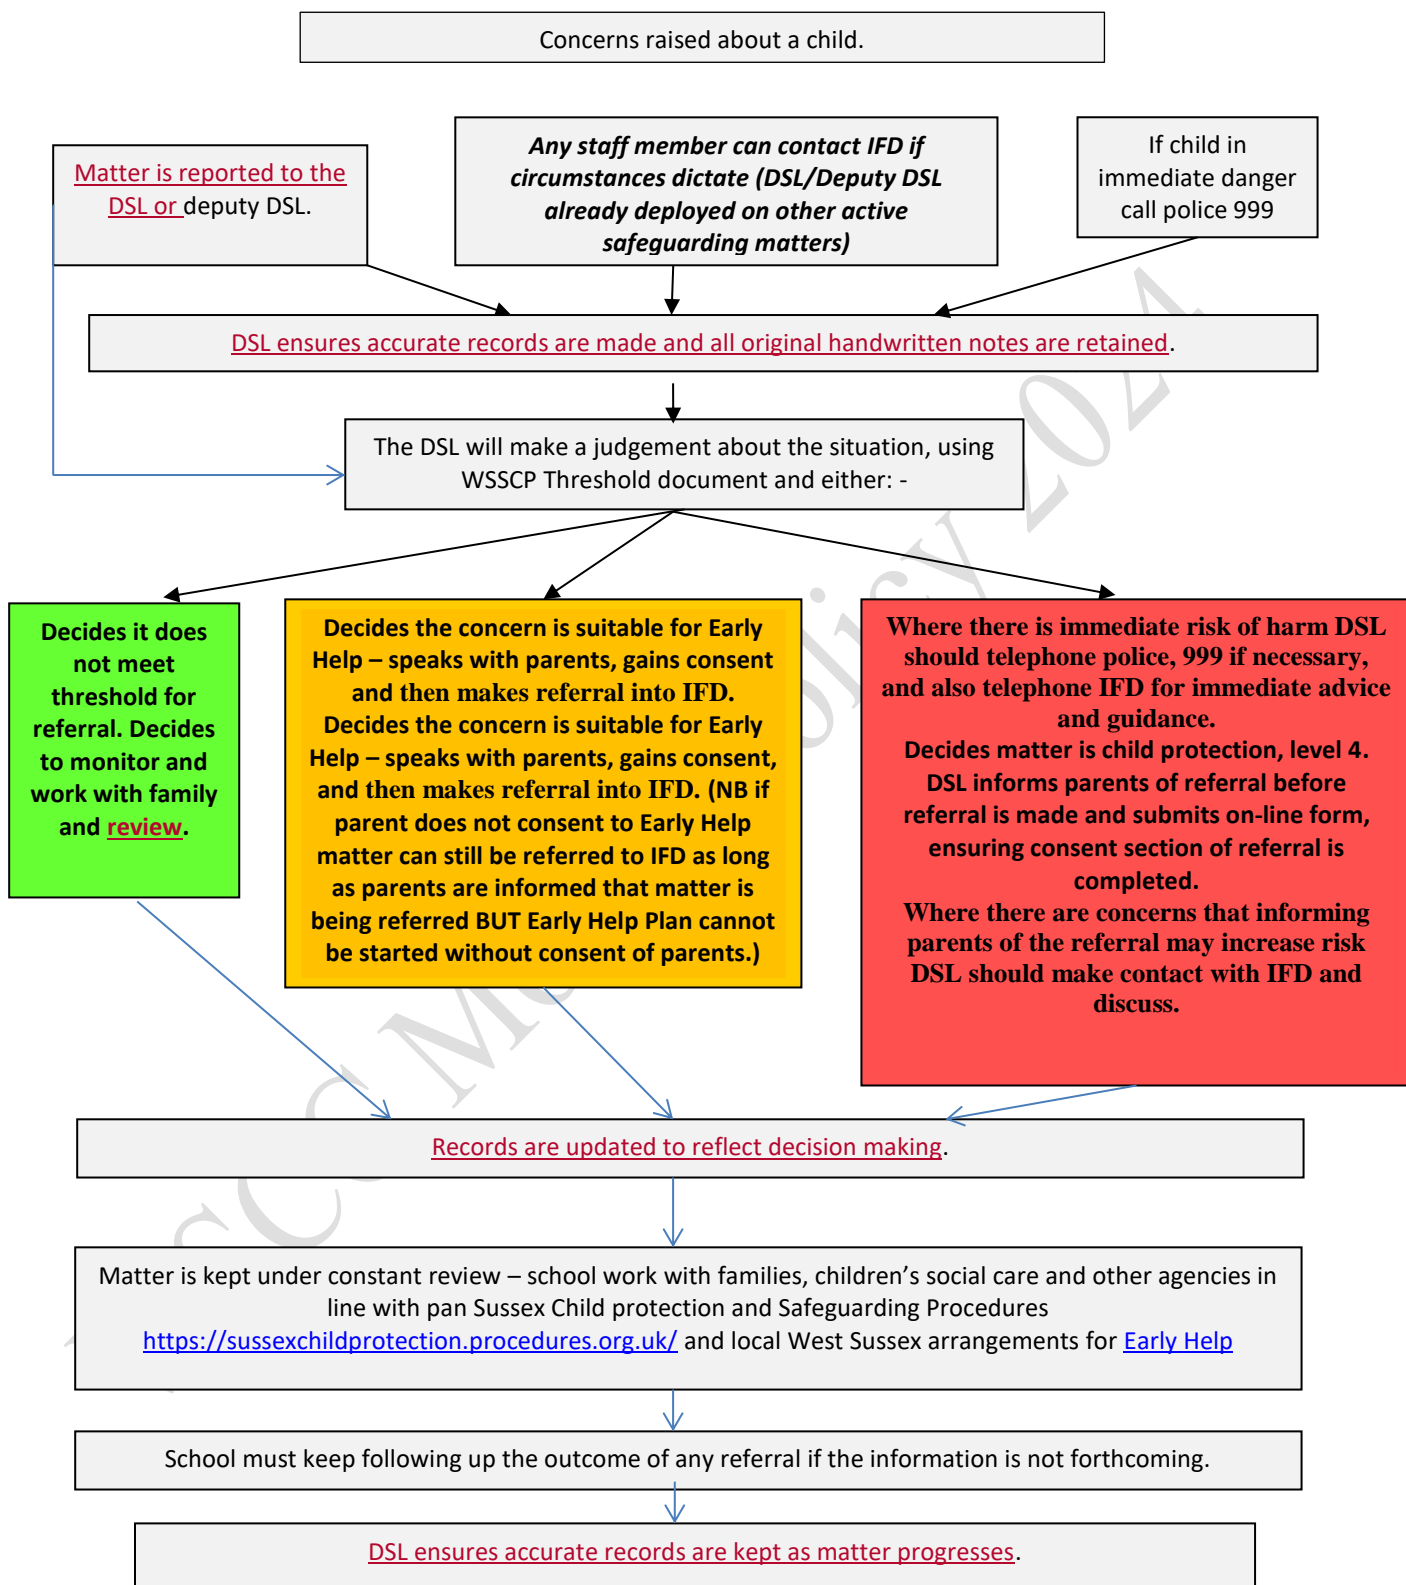 Concerns raised about a child.
Matter is reported to the
DSL or deputy DSL.
Any staff member can contact IFD if
circumstances dictate (DSL/Deputy DSL
already deployed on other active
safeguarding matters)
If child in
immediate danger
call police 999
DSL ensures accurate records are made and all original handwritten notes are retained.
The DSL will make a judgement about the situation, using
WSSCP Threshold document and either: -
Decides it does
not meet
threshold for
referral. Decides
to monitor and
work with family
and review.
Decides the concern is suitable for Early
Help – speaks with parents, gains consent
and then makes referral into IFD.
Decides the concern is suitable for Early
Help – speaks with parents, gains consent,
and then makes referral into IFD. (NB if
parent does not consent to Early Help
matter can still be referred to IFD as long
as parents are informed that matter is
being referred BUT Early Help Plan cannot
be started without consent of parents.)
Where there is immediate risk of harm DSL
should telephone police, 999 if necessary,
and also telephone IFD for immediate advice
and guidance.
Decides matter is child protection, level 4.
DSL informs parents of referral before
referral is made and submits on-line form,
ensuring consent section of referral is
completed.
Where there are concerns that informing
parents of the referral may increase risk
DSL should make contact with IFD and
discuss.
Records are updated to reflect decision making.
Matter is kept under constant review – school work with families, children’s social care and other agencies in
line with pan Sussex Child protection and Safeguarding Procedures
https://sussexchildprotection.procedures.org.uk/ and local West Sussex arrangements for Early Help
School must keep following up the outcome of any referral if the information is not forthcoming.
DSL ensures accurate records are kept as matter progresses.